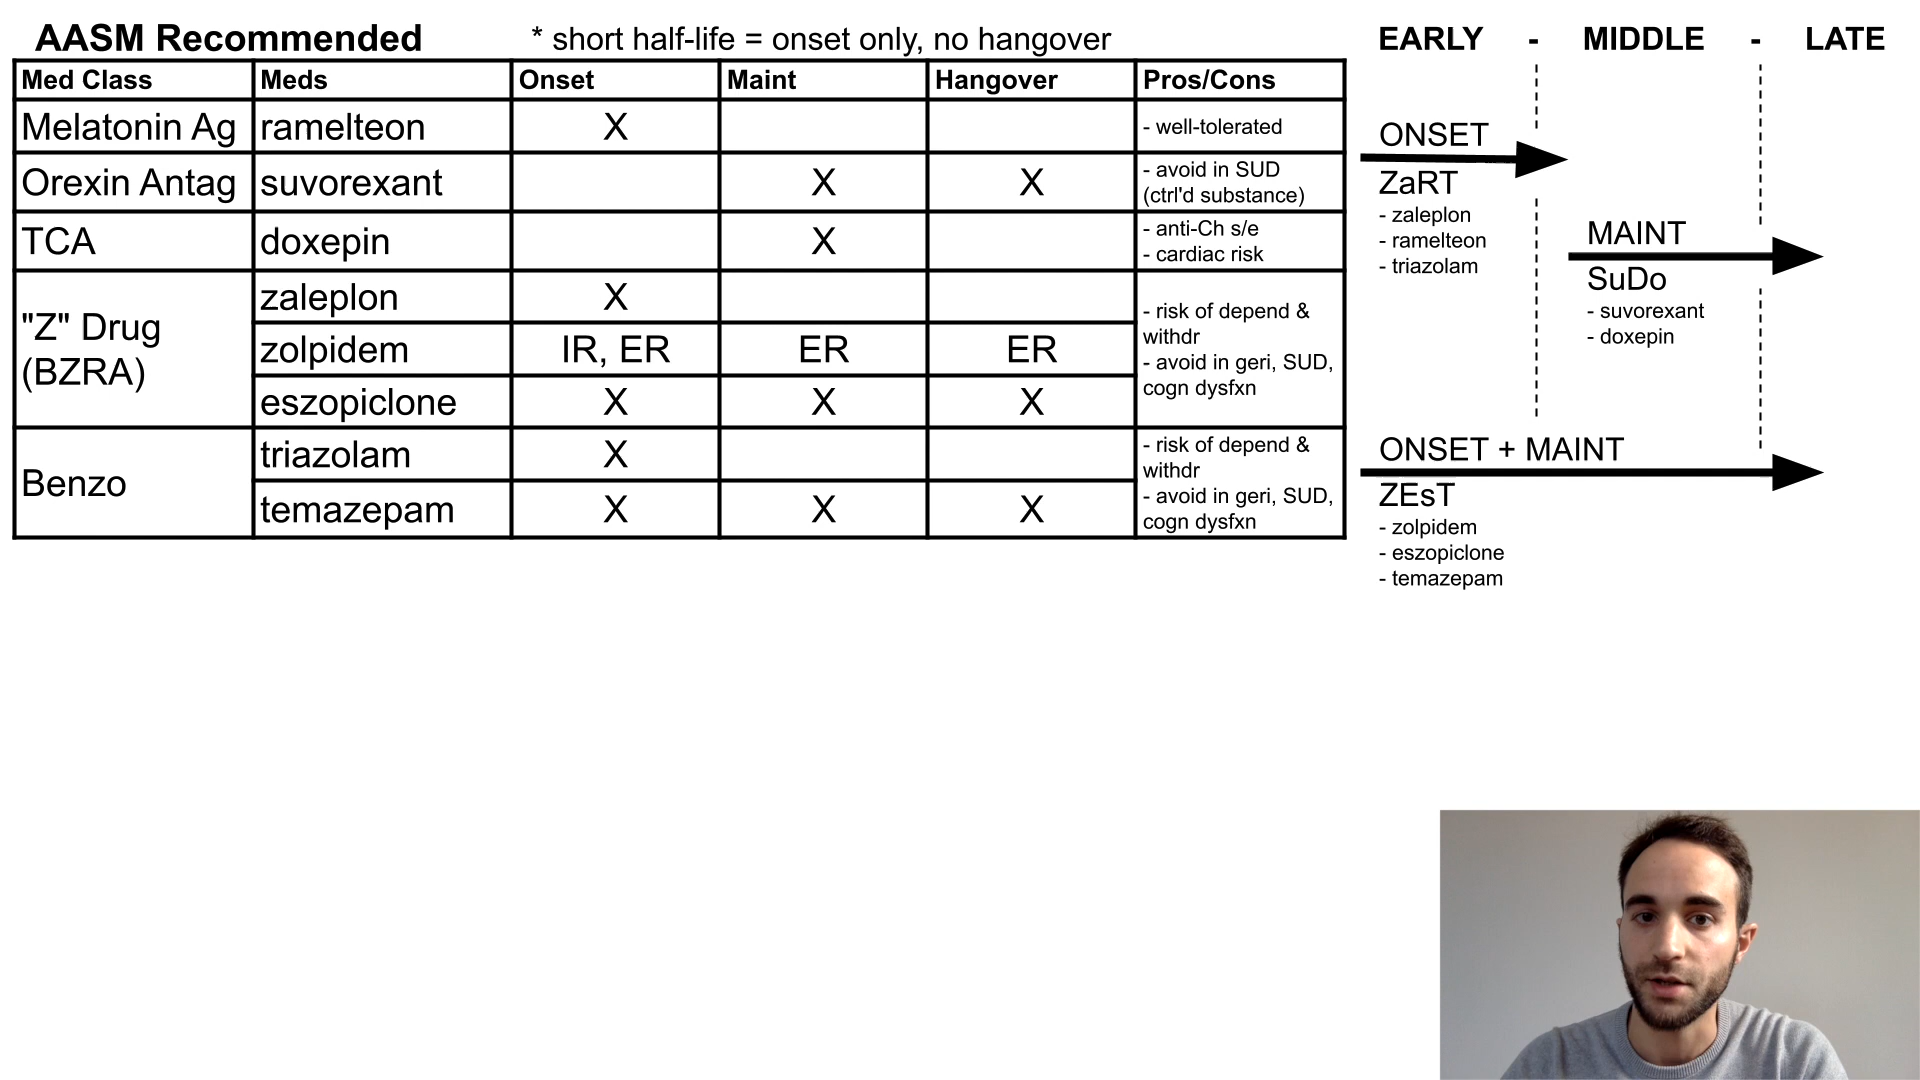 AASM Recommended
* short half-life = onset only, no hangover
Med Class Meds Onset Maint Hangover Pros/Cons
Melatonin Ag ramelteon X - well-tolerated
Orexin Antag suvorexant X X - avoid in SUD
(ctrl'd substance)
TCA doxepin X - anti-Ch s/e
- cardiac risk
"Z" Drug
(BZRA)
zaleplon X
zolpidem IR, ER ER ER
eszopiclone X X X
- risk of depend &
withdr
- avoid in geri, SUD,
cogn dysfxn
Benzo
triazolam X
temazepam X X X
- risk of depend &
withdr
- avoid in geri, SUD,
cogn dysfxn
EARLY - MIDDLE - LATE
ONSET
ZaRT
- zaleplon
- ramelteon
- triazolam
MAINT
SuDo
- suvorexant
- doxepin
ONSET + MAINT
ZEsT
- zolpidem
- eszopiclone
- temazepam